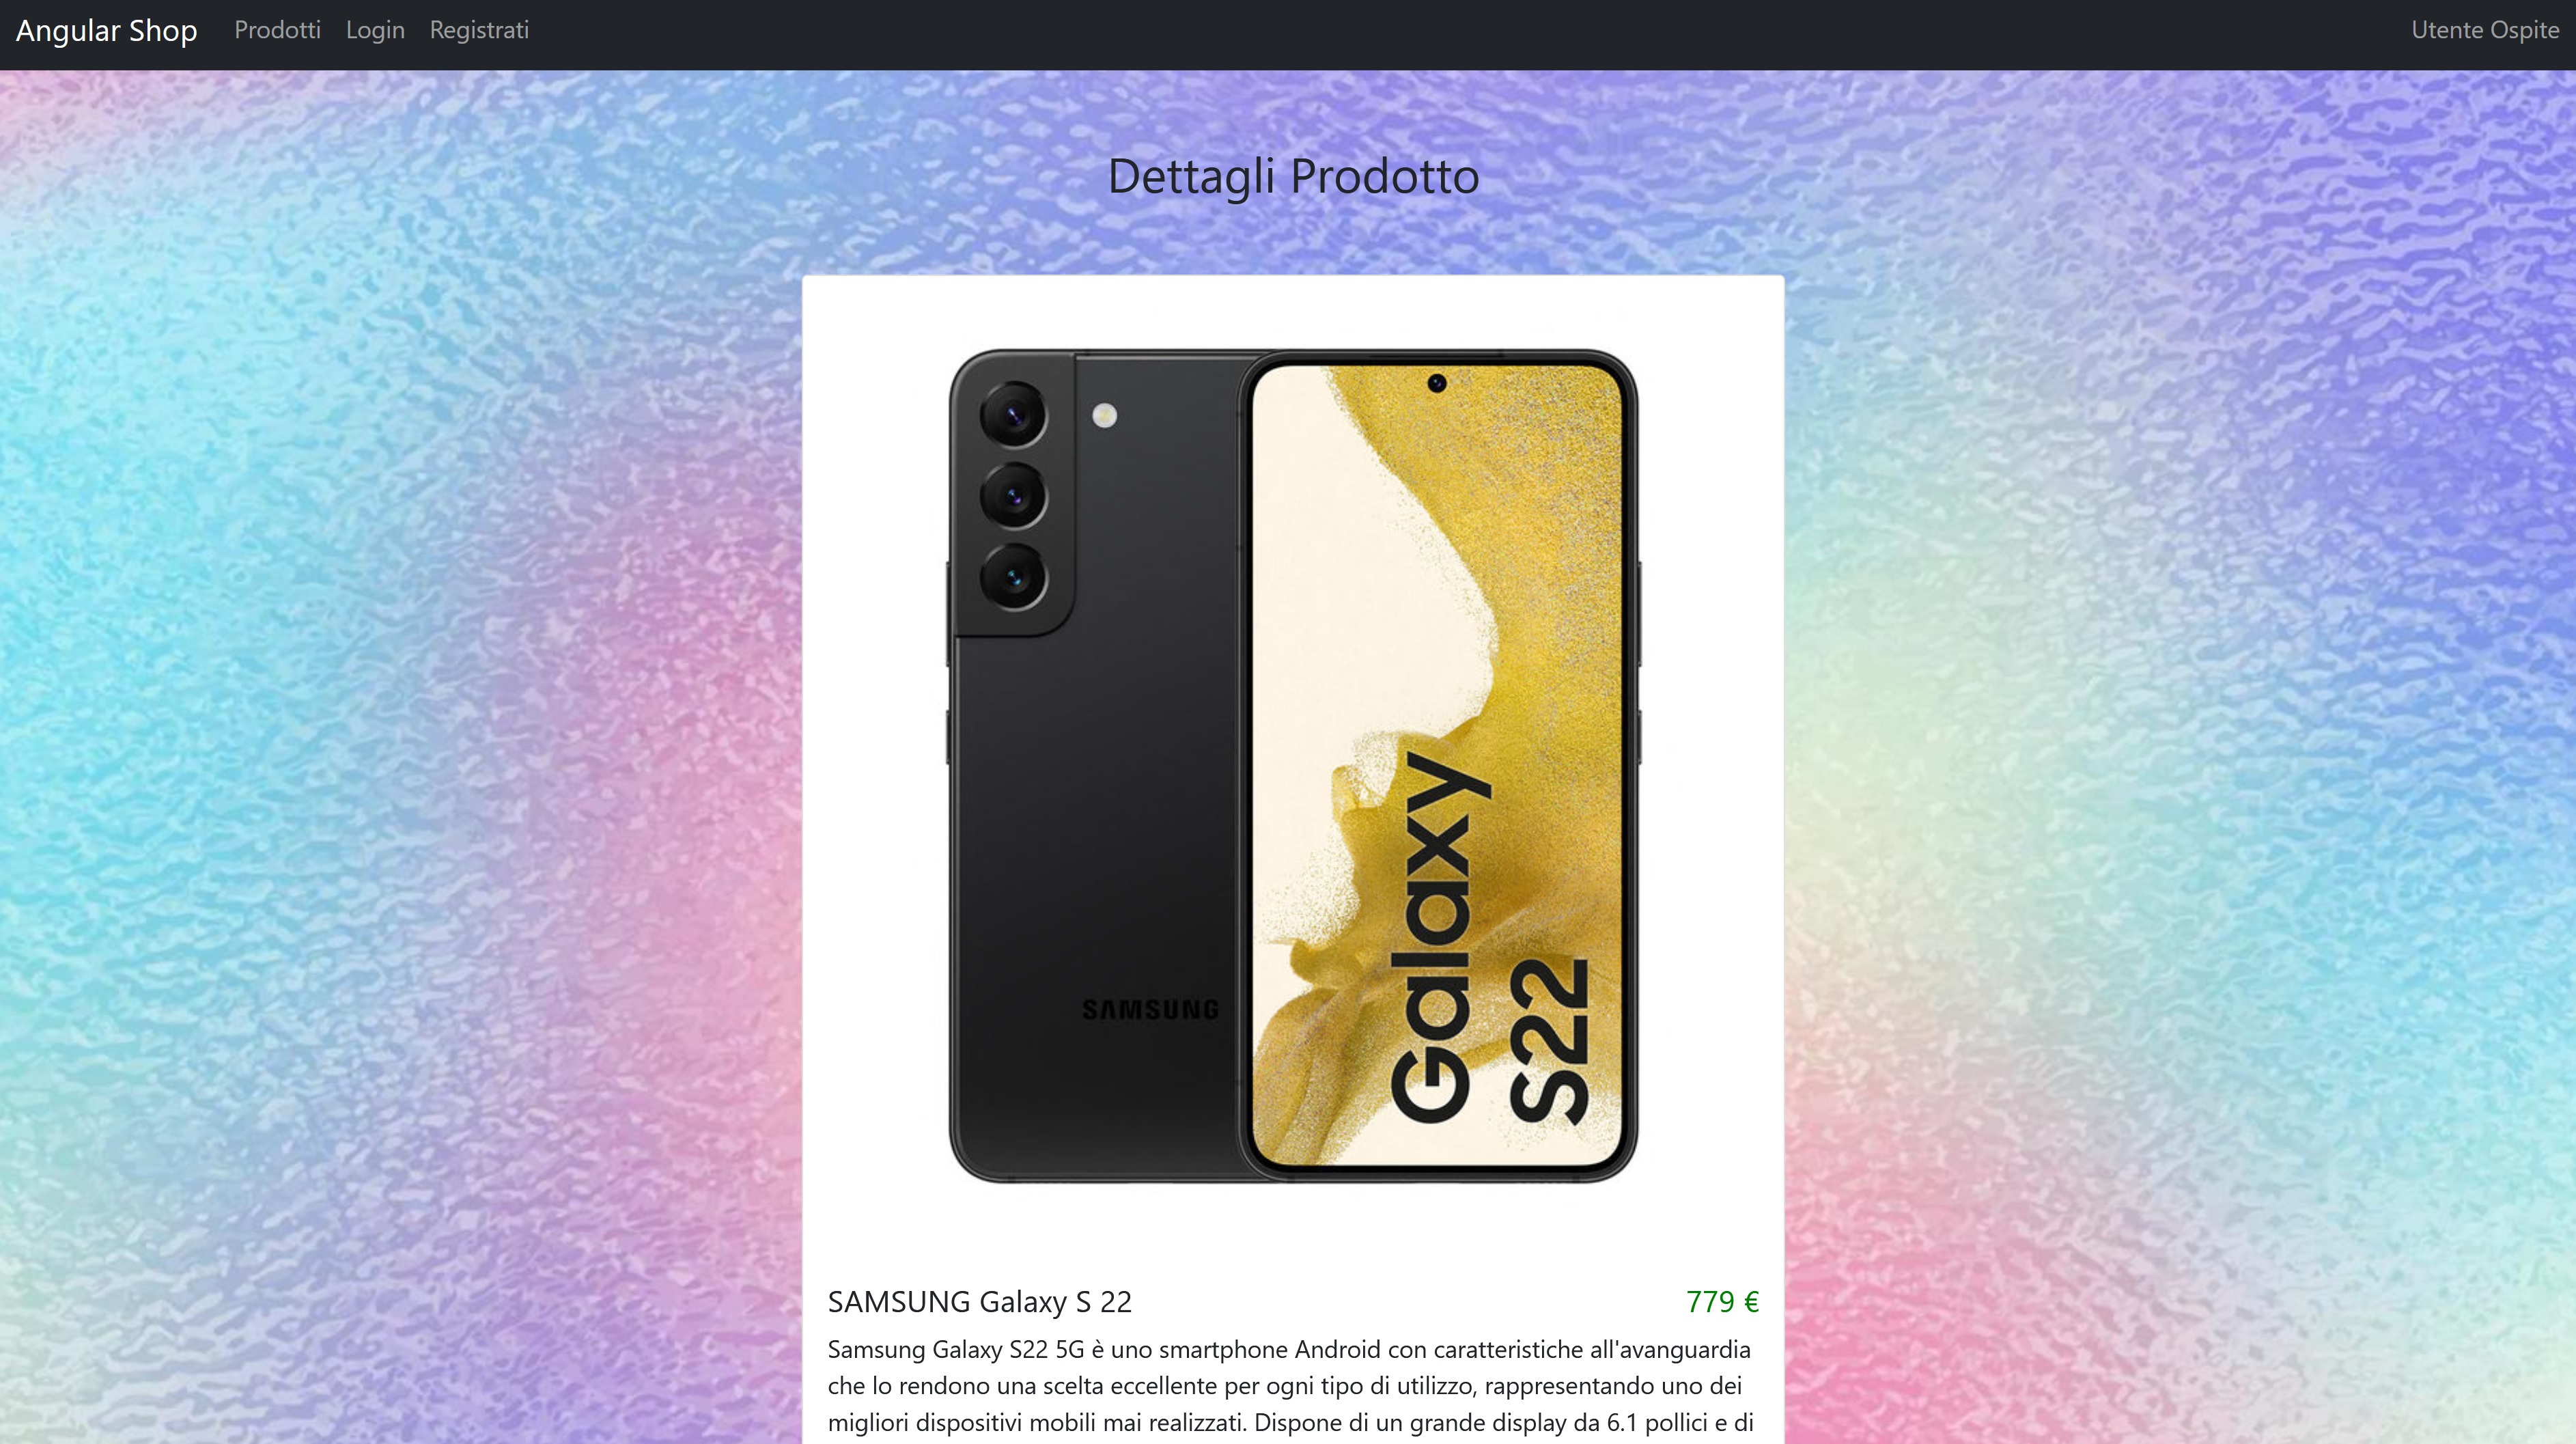 Angular Shop Prodotti Login Registrati Utente Ospite
Dettagli Prodotto
SAMSUNG
Galaxy
S22
SAMSUNG Galaxy S 22 779 €
Samsung Galaxy S22 5G è uno smartphone Android con caratteristiche all'avanguardia
che lo rendono una scelta eccellente per ogni tipo di utilizzo, rappresentando uno dei
migliori dispositivi mobili mai realizzati. Dispone di un grande display da 6.1 pollici e di